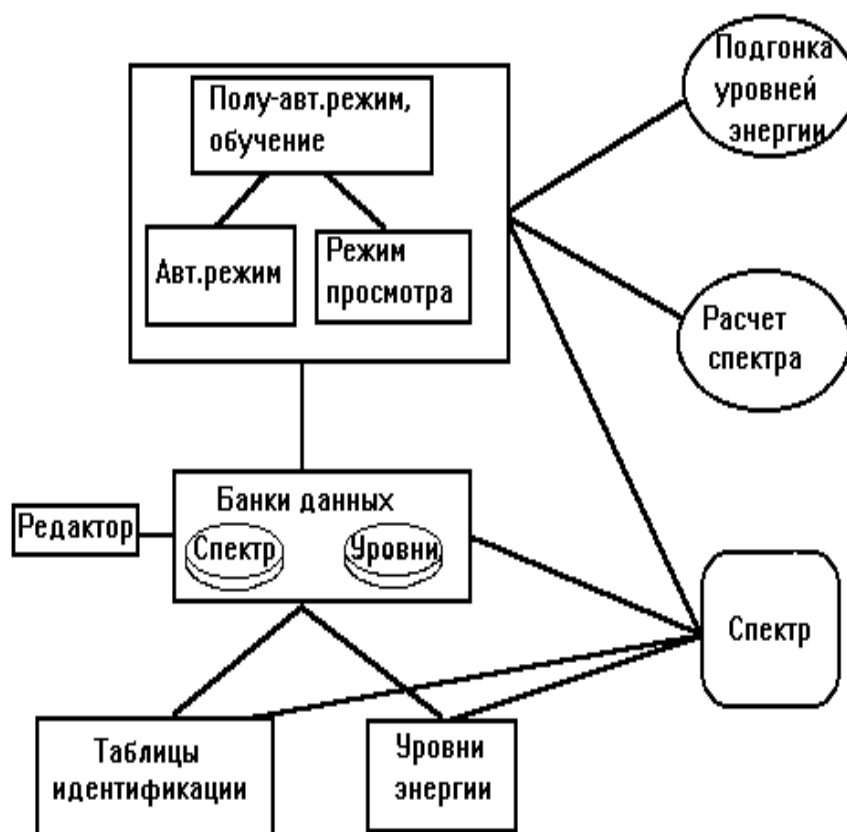 Подгонка
уровней
энергии
Полу-авт.режим,
обучение
Авт.режим
Режим
просмотра
Расчет
спектра
Банки данных
Редактор
Спектр
Уровни
Спектр
Таблицы
идентификации
Уровни
энергии